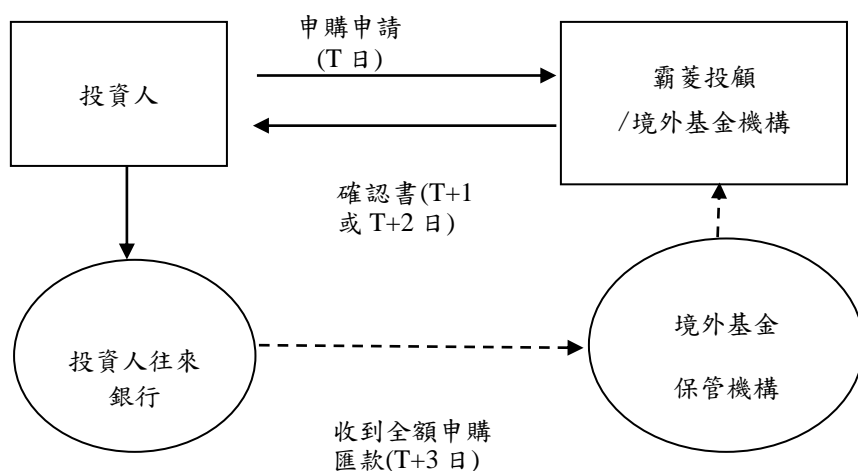 申購申請
(T 日)
投資人
霸菱投顧
/境外基金機構
確認書(T+1
或 T+2 日)
投資人往來
銀行
境外基金
保管機構
收到全額申購
匯款(T+3 日)